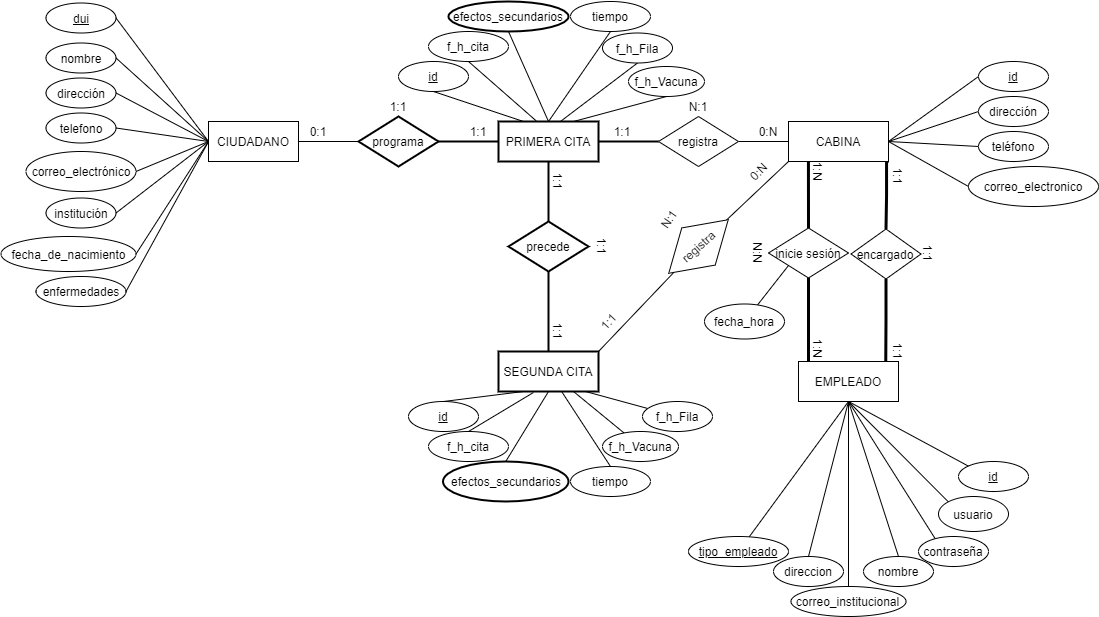 dui
nombre
dirección
telefono
correo_electrónico
institución
fecha_de_nacimiento
enfermedades
CIUDADANO
0:1
1:1
programa
1:1
efectos_secundarios
tiempo
f_h_cita
f_h_Fila
id
f_h_Vacuna
PRIMERA CITA
1:1
N:1
registra
0:N
CABINA
id
dirección
teléfono
correo_electronico
1:1
precede
1:1
1:1
0:N
N:1
registra
1:1
1:N
N:N
inicie sesión
fecha_hora
1:N
1:1
encargado
1:1
1:1
SEGUNDA CITA
id
f_h_cita
efectos_secundarios
tiempo
f_h_Vacuna
f_h_Fila
EMPLEADO
id
usuario
contraseña
tipo_empleado
direccion
nombre
correo_institucional